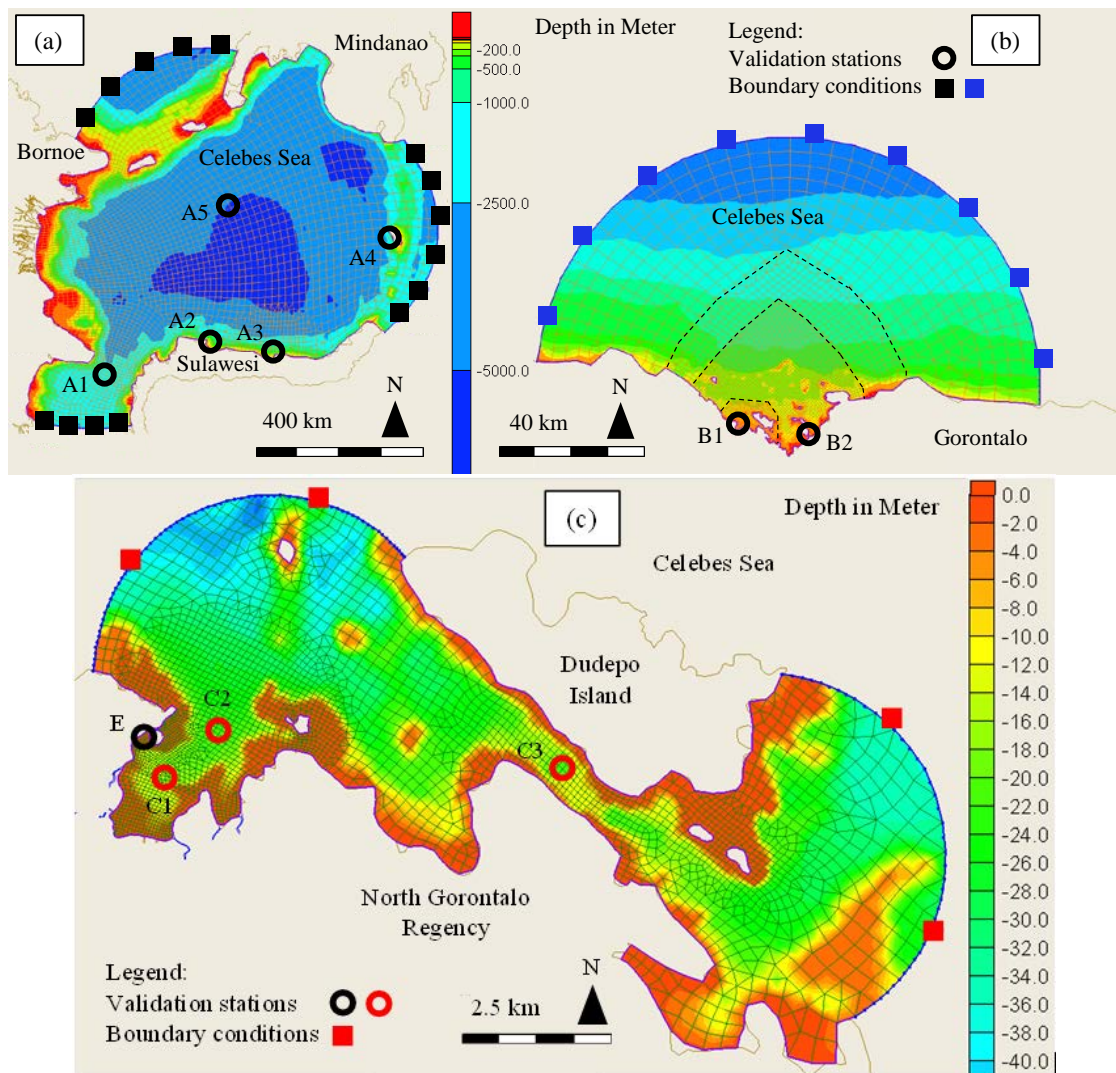 (a)
Mindanao
Bornoe
Celebes Sea
A5
A4
A2
A3
Sulawesi
A1
N
400 km
Depth in Meter
-200.0
-500.0
-1000.0
-2500.0
-5000.0
Legend:
(b)
Validation stations
Boundary conditions
Celebes Sea
N
40 km
B1
B2
Gorontalo
(c)
Depth in Meter
Celebes Sea
Dudepo
Island
E
C2
C1
C3
North Gorontalo
Regency
Legend:
Validation stations
Boundary conditions
N
2.5 km
0.0
-2.0
-4.0
-6.0
-8.0
-10.0
-12.0
-14.0
-16.0
-18.0
-20.0
-22.0
-24.0
-26.0
-28.0
-30.0
-32.0
-34.0
-36.0
-38.0
-40.0